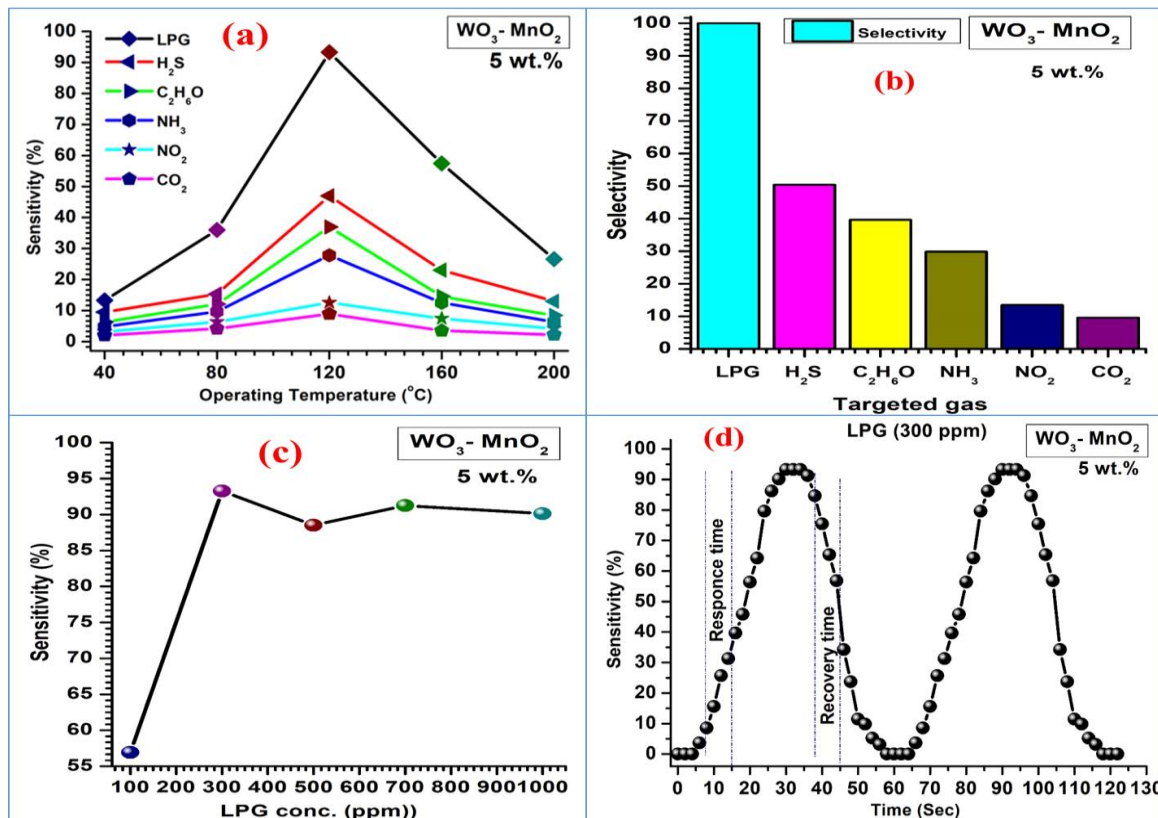 (a)
WO3- MnO2
5 wt.%
LPG
H2S
C2H6O
NH3
NO2
CO2
100
90
80
70
60
50
40
30
20
10
0
Sensitivity (%)
40 80 120 160 200
Operating Temperature (oC)
Selectivity
WO3- MnO2
5 wt.%
(b)
100
90
80
70
60
50
40
30
20
10
0
Selectivity
LPG H2S C2H6O NH3 NO2 CO2
Targeted gas
(c)
WO3- MnO2
5 wt.%
100
95
90
85
80
75
70
65
60
55
Sensitivity (%)
100 200 300 400 500 600 700 800 900 1000
LPG conc. (ppm))
LPG (300 ppm)
(d)
WO3- MnO2
5 wt.%
100
90
80
70
60
50
40
30
20
10
0
Sensitivity (%)
Responce time
Recovery time
0 10 20 30 40 50 60 70 80 90 100 110 120 130
Time (Sec)